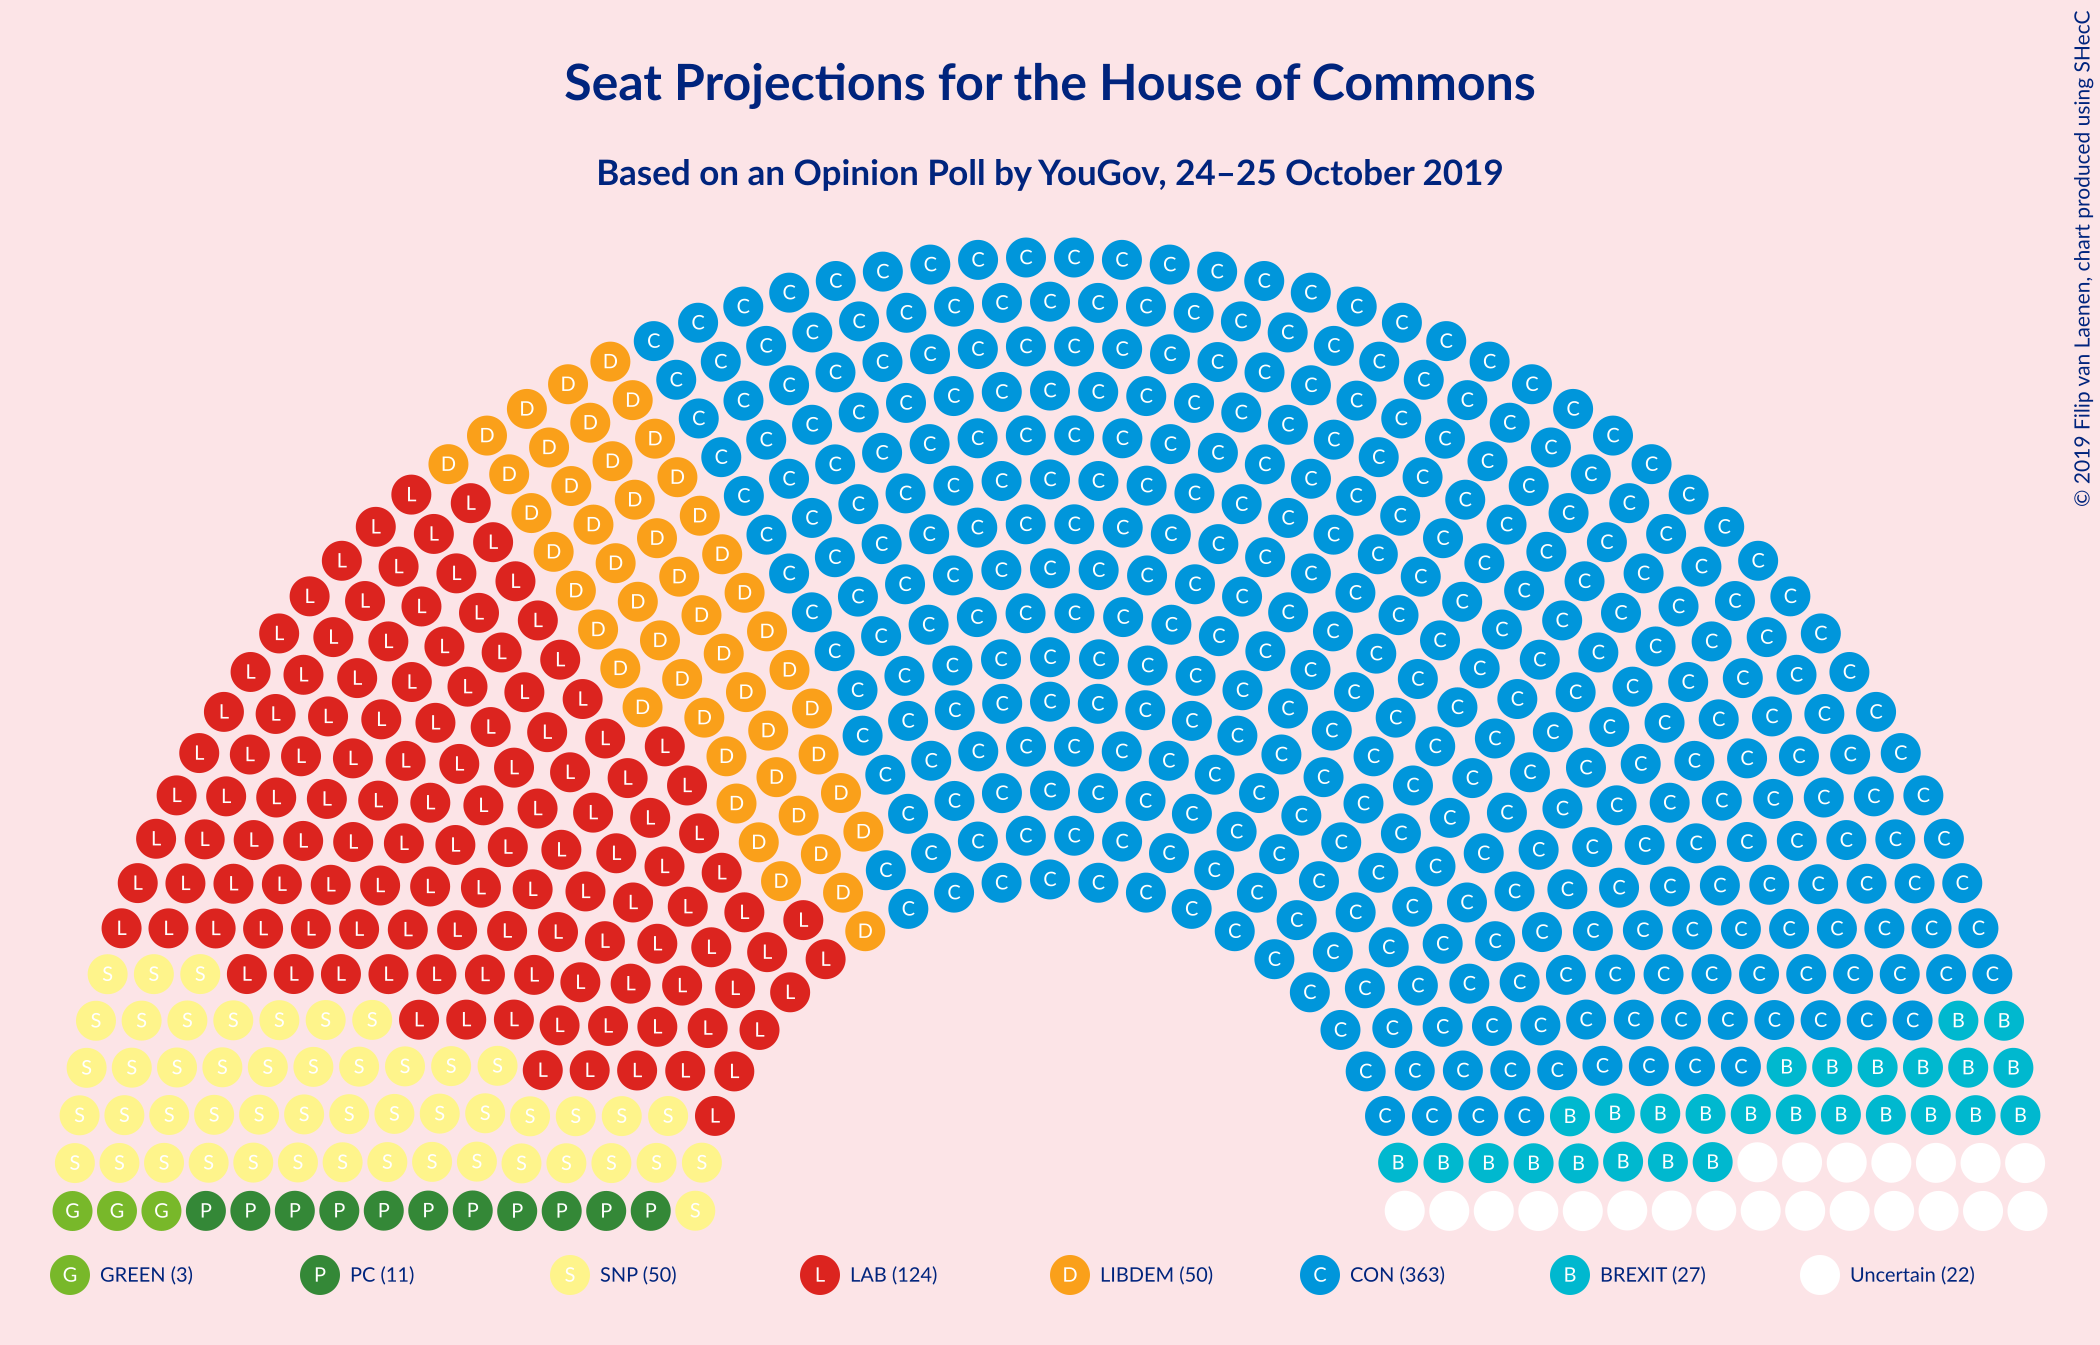 Seat Projections for the House of Commons
Based on an Opinion Poll by YouGov, 24–25 October 2019
© 2019 Filip van Laenen, chart produced using SHecC
G GREEN (3)
P PC (11)
S SNP (50)
L LAB (124)
D LIBDEM (50)
C CON (363)
B BREXIT (27)
Uncertain (22)